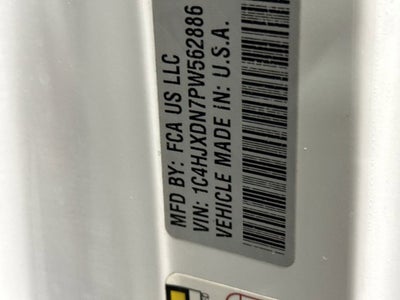 MFD BY: FCA US LLC
VIN: 1C4HJXDN7PW562886
VEHICLE MADE IN: U.S.A.